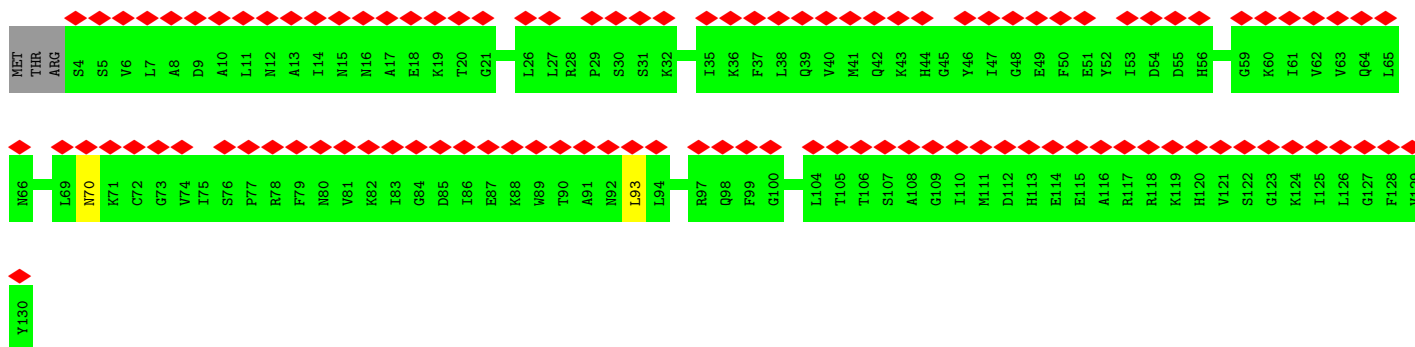 MET THR ARG S4 S5 V6 L7 A8 D9 A10 L11 N12 A13 I14 N15 N16 A17 E18 K19 T20 G21 L26 L27 R28 P29 S30 S31 K32 I35 K36 F37 L38 Q39 V40 M41 Q42 K43 H44 G45 Y46 I47 G48 E49 F50 E51 Y52 I53 D54 D55 H56 G59 K60 I61 V62 V63 Q64 L65
N66 L69 N70 K71 C72 G73 V74 I75 S76 P77 R78 F79 N80 V81 K82 I83 G84 D85 I86 E87 K88 W89 T90 A91 N92 L93 L94 R97 Q98 F99 G100 L104 T105 T106 S107 A108 G109 I110 M111 D112 H113 E114 E115 A116 R117 R118 K119 H120 V121 S122 G123 K124 I125 L126 G127 F128
Y130